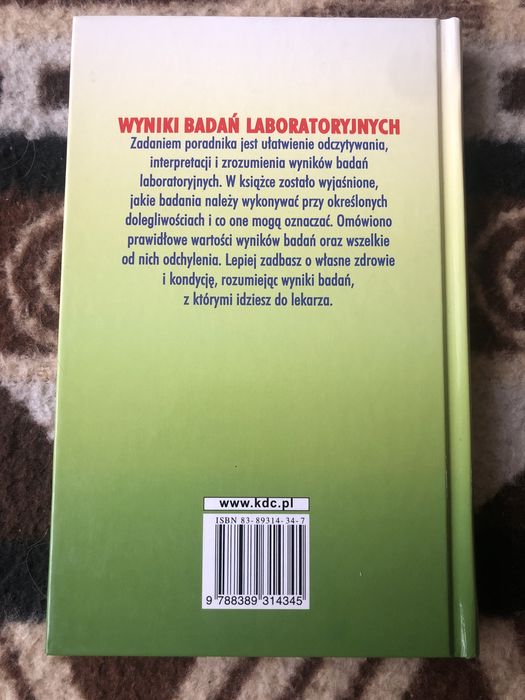 WYNIKI BADAŃ LABORATORYJNYCH
Zadaniem poradnika jest ułatwienie odczytywania,
interpretacji i zrozumienia wyników badań
laboratoryjnych. W książce zostało wyjaśnione,
jakie badania należy wykonywać przy określonych
dolegliwościach i co one mogą oznaczać. Omówiono
prawidłowe wartości wyników badań oraz wszelkie
od nich odchylenia. Lepiej zadbasz o własne zdrowie
i kondycję, rozumiejąc wyniki badań,
z którymi idziesz do lekarza.
www.kdc.pl
ISBN 83-89314-34-7
9 788389 314345